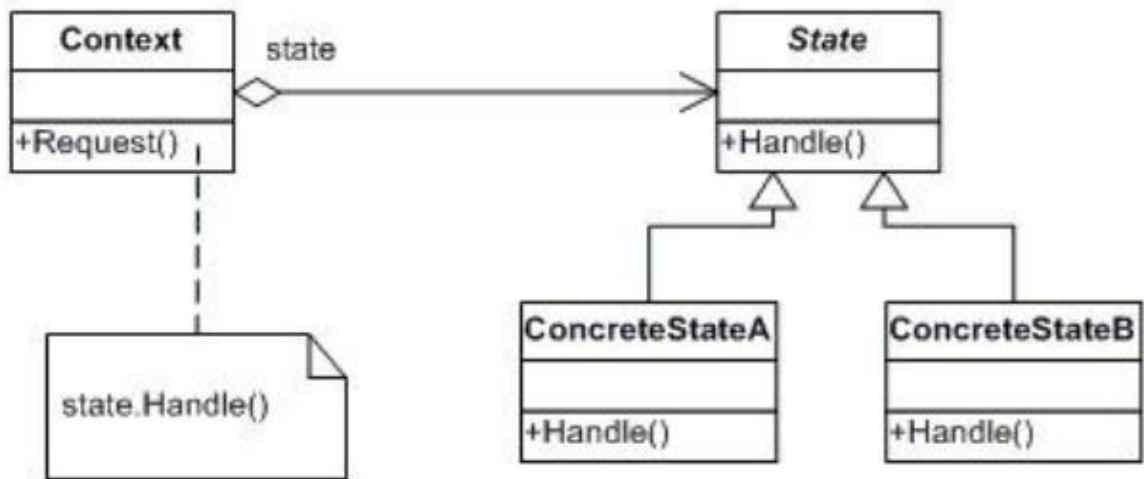 Context
state
State
+Request()
+Handle()
ConcreteStateA
ConcreteStateB
state.Handle()
+Handle()
+Handle()